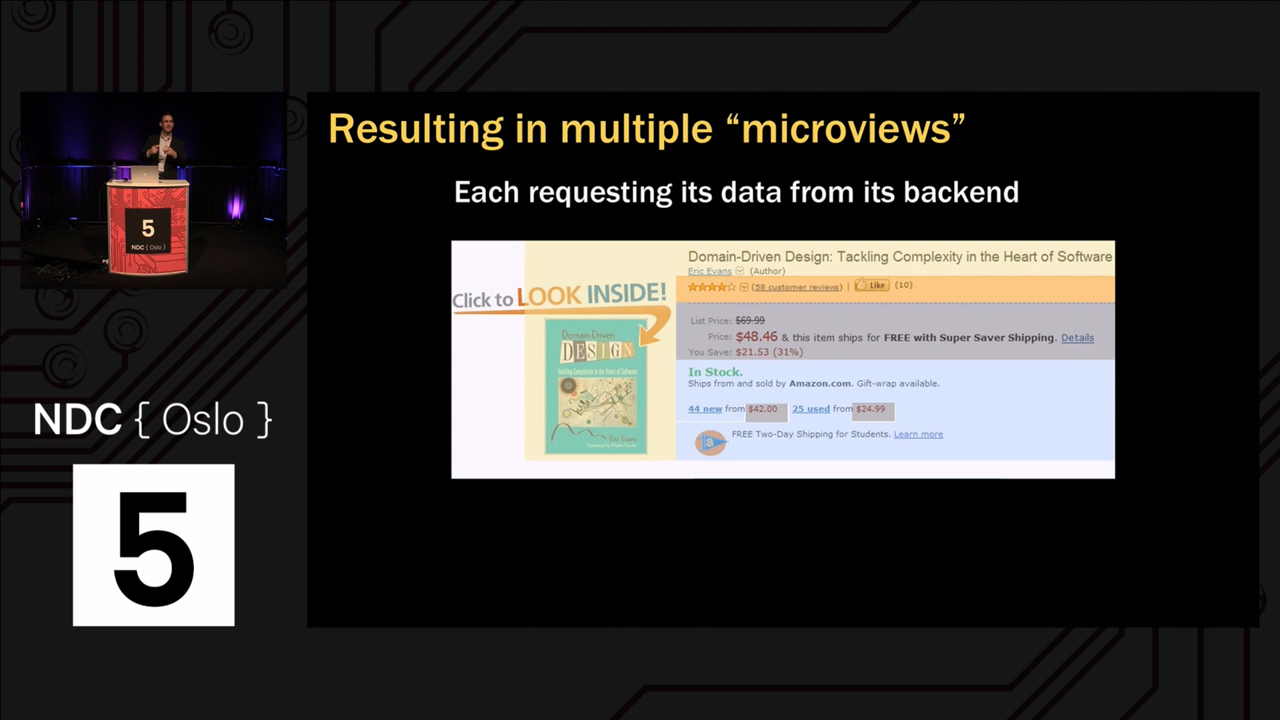 Resulting in multiple “microviews”
Each requesting its data from its backend
Domain-Driven Design: Tackling Complexity in the Heart of Software
Eric Evans (Author)
(58 customer reviews) | Like (10)
Click to LOOK INSIDE!
List Price: $69.99
Price: $48.46 & this item ships for FREE with Super Saver Shipping. Details
You Save: $21.53 (31%)
In Stock.
Ships from and sold by Amazon.com. Gift-wrap available.
44 new from $42.00 25 used from $24.99
FREE Two-Day Shipping for Students. Learn more
Domain-Driven
DESIGN
Tackling Complexity in the Heart of Software
Eric Evans
5
NDC { Oslo }
NDC { Oslo }
5